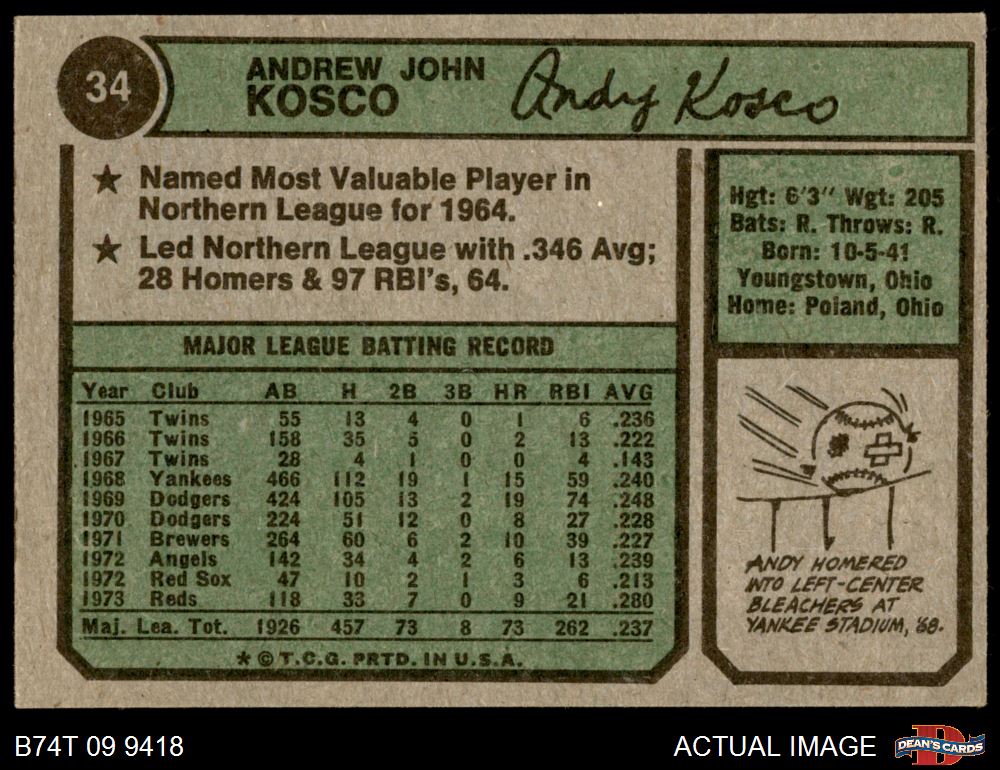 34
ANDREW JOHN
KOSCO
Andy Kosco
★ Named Most Valuable Player in
Northern League for 1964.
★ Led Northern League with .346 Avg;
28 Homers & 97 RBI's, 64.
Hgt: 6'3" Wgt: 205
Bats: R. Throws: R.
Born: 10-5-41
Youngstown, Ohio
Home: Poland, Ohio
MAJOR LEAGUE BATTING RECORD
Year Club AB H 2B 3B HR RBI AVG
1965 Twins 55 13 4 0 1 6 .236
1966 Twins 158 35 5 0 2 13 .222
1967 Twins 28 4 1 0 0 4 .143
1968 Yankees 466 112 19 1 15 59 .240
1969 Dodgers 424 105 13 2 19 74 .248
1970 Dodgers 224 51 12 0 8 27 .228
1971 Brewers 264 60 6 2 10 39 .227
1972 Angels 142 34 4 2 6 13 .239
1972 Red Sox 47 10 2 1 3 6 .213
1973 Reds 118 33 7 0 9 21 .280
Maj. Lea. Tot. 1926 457 73 8 73 262 .237
★ © T.C.G. PRTD. IN U.S.A.
ANDY HOMERED
INTO LEFT-CENTER
BLEACHERS AT
YANKEE STADIUM, '68.
B74T 09 9418
ACTUAL IMAGE
D
DEAN'S CARDS